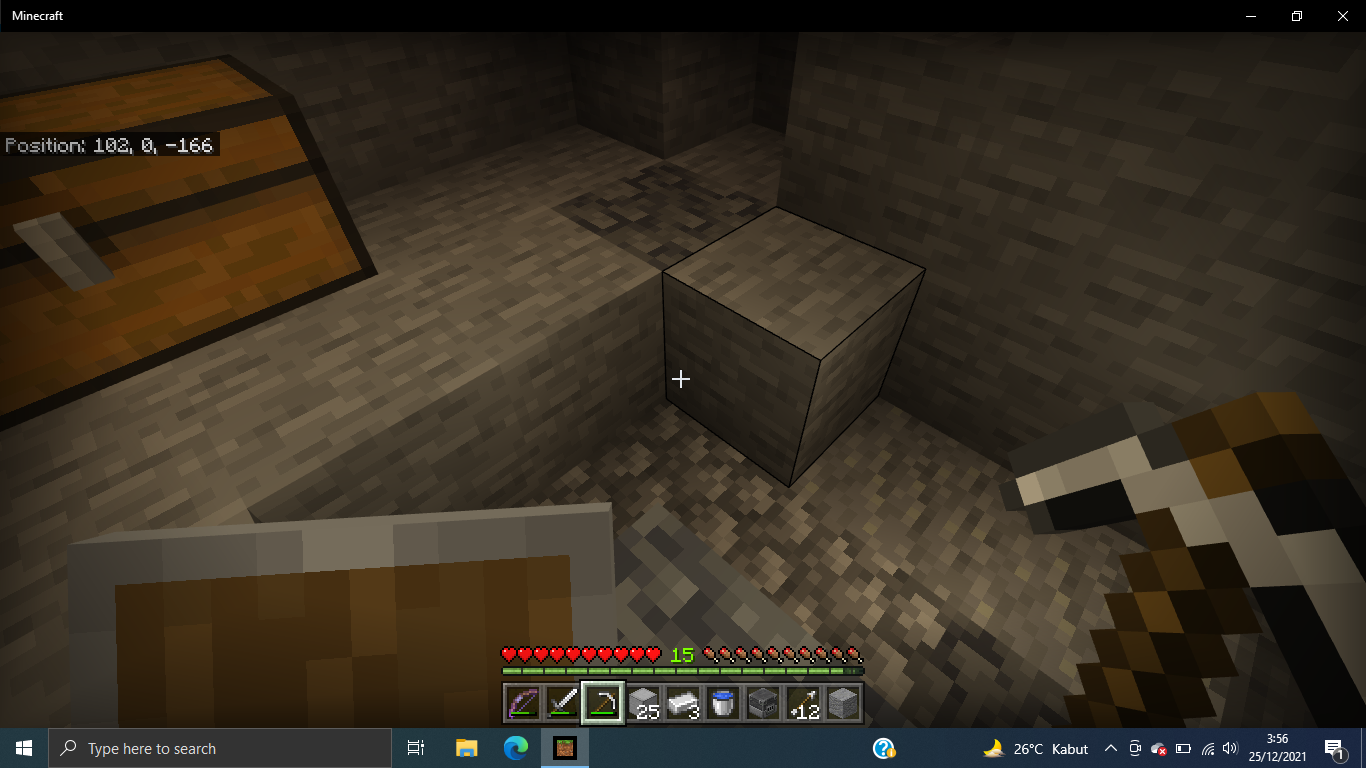 Minecraft
Position: 102, 0, -166
15
25
3
12
Type here to search
26°C Kabut
3:56
25/12/2021
1